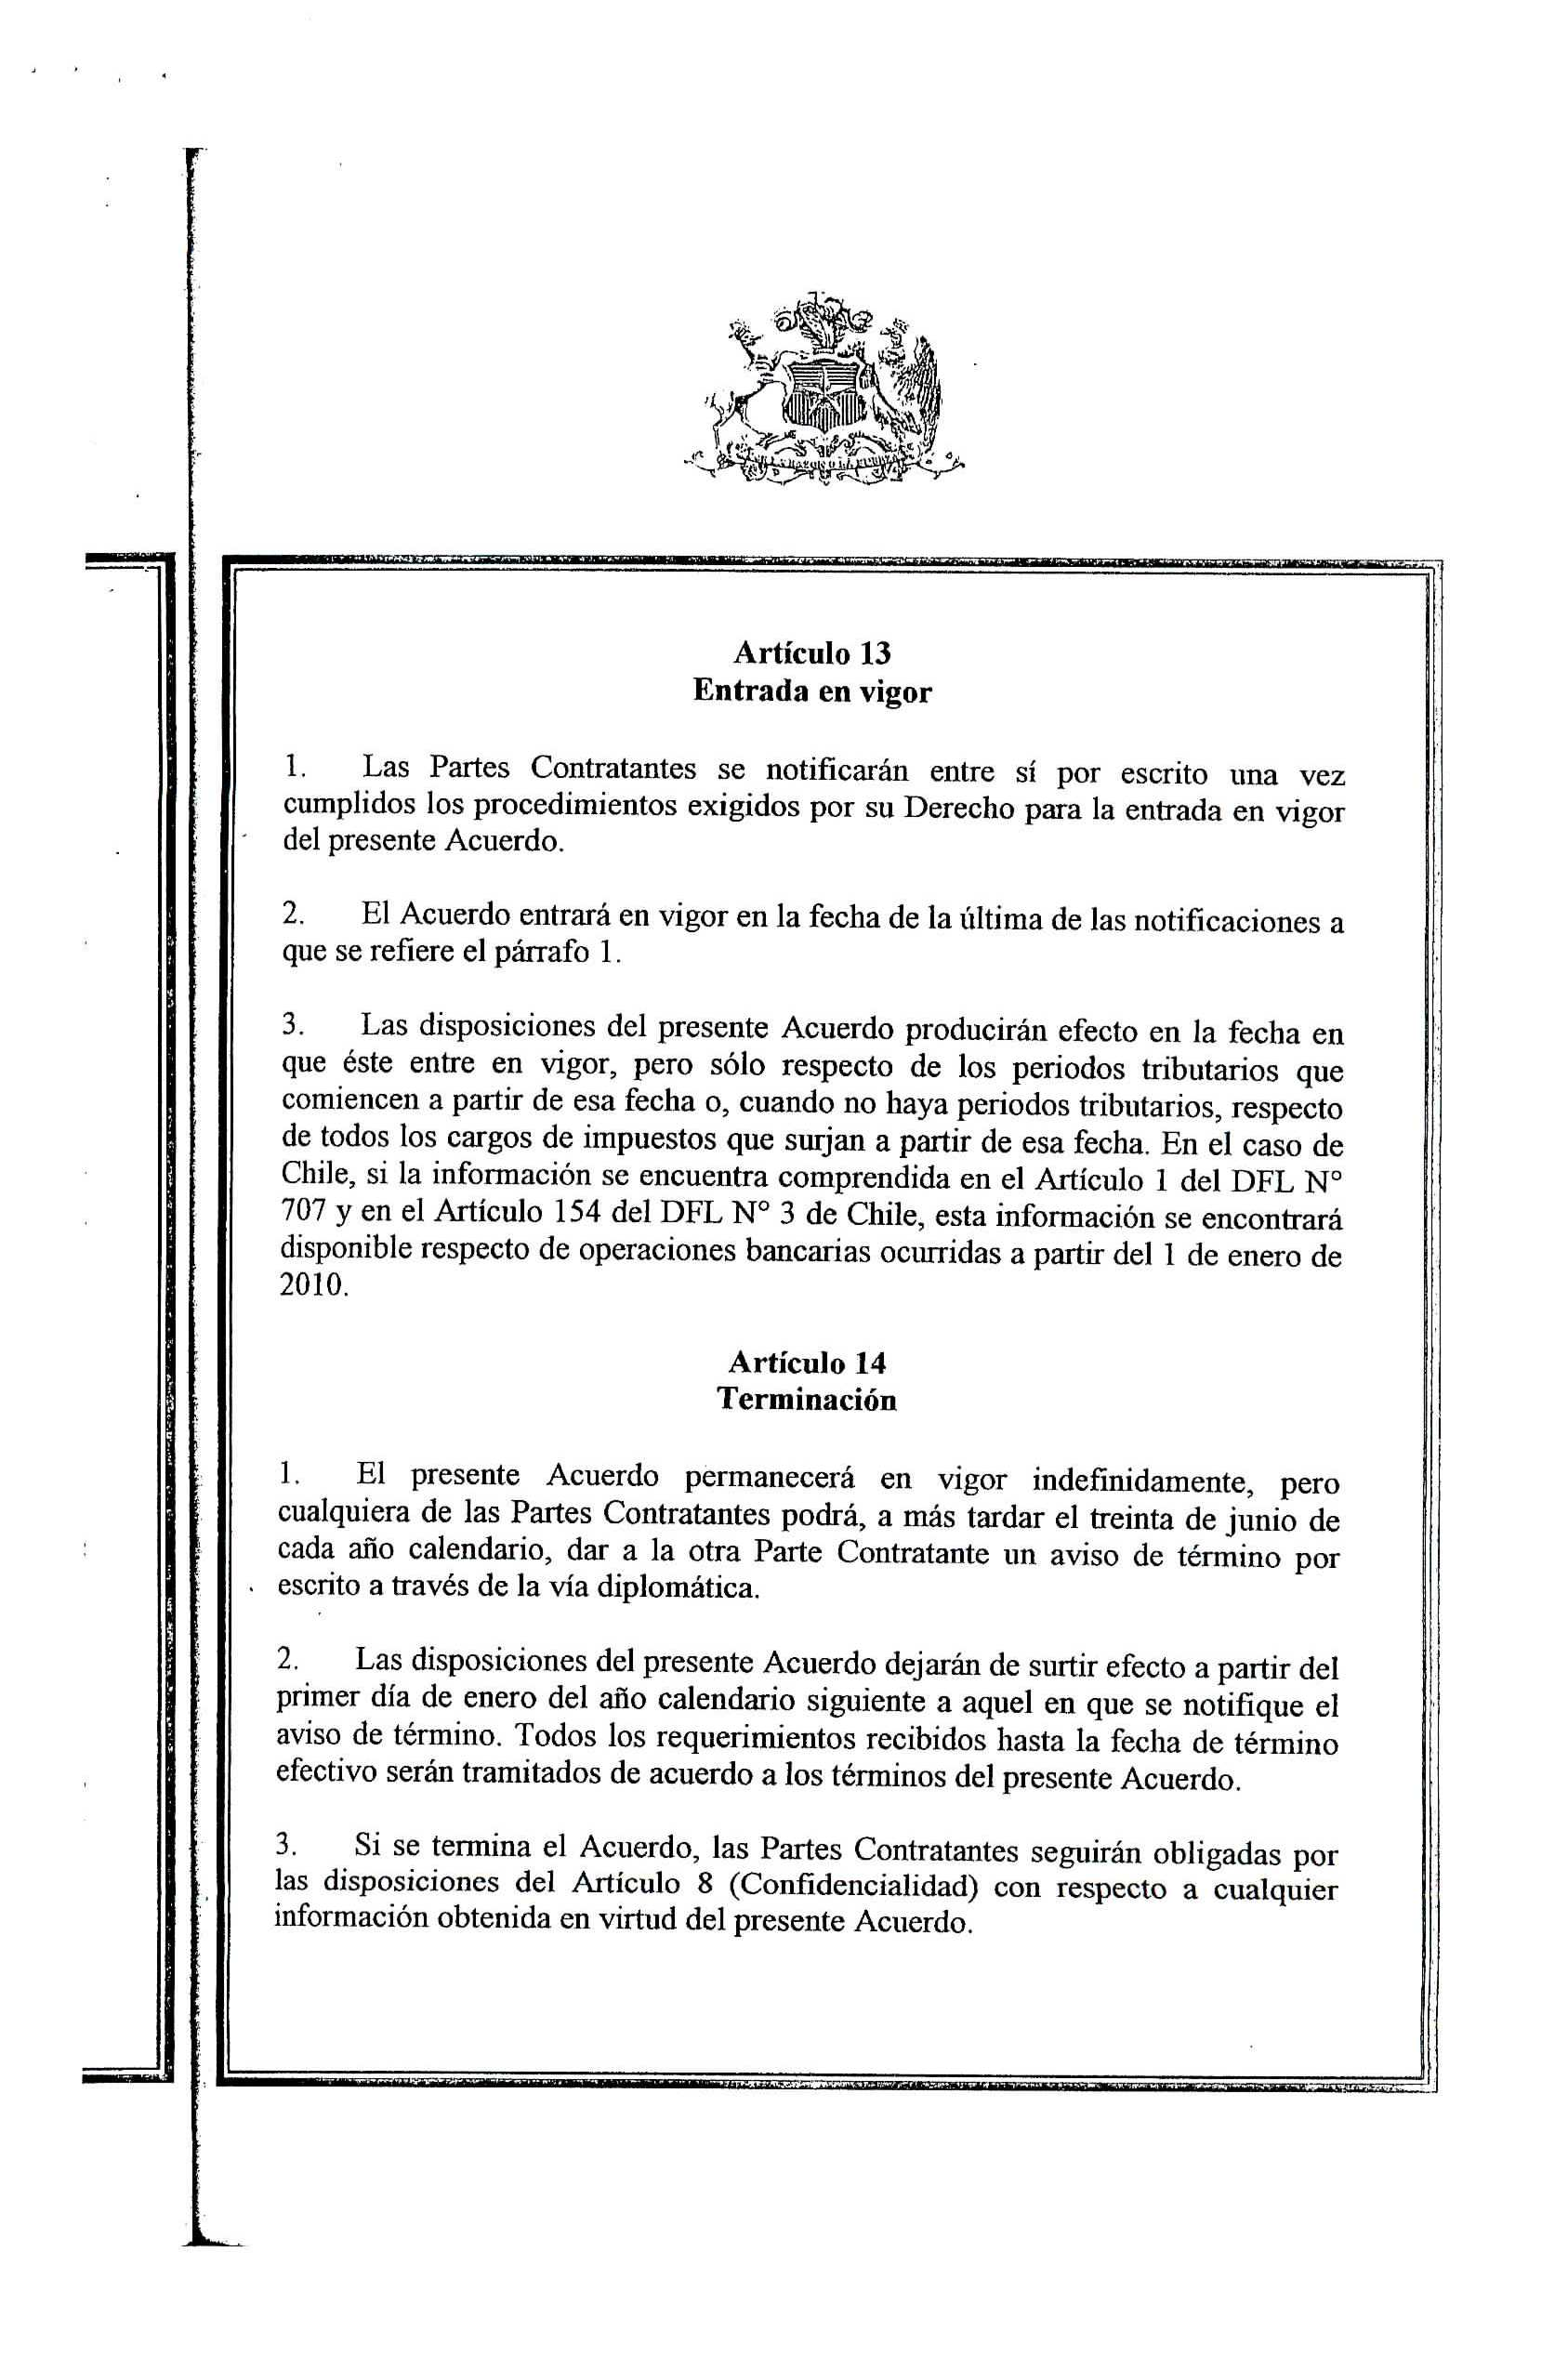 Artículo 13
Entrada en vigor
1. Las Partes Contratantes se notificarán entre sí por escrito una vez
cumplidos los procedimientos exigidos por su Derecho para la entrada en vigor
del presente Acuerdo.
2. El Acuerdo entrará en vigor en la fecha de la última de las notificaciones a
que se refiere el párrafo 1.
3. Las disposiciones del presente Acuerdo producirán efecto en la fecha en
que éste entre en vigor, pero sólo respecto de los periodos tributarios que
comiencen a partir de esa fecha o, cuando no haya periodos tributarios, respecto
de todos los cargos de impuestos que surjan a partir de esa fecha. En el caso de
Chile, si la información se encuentra comprendida en el Artículo 1 del DFL N°
707 y en el Artículo 154 del DFL N° 3 de Chile, esta información se encontrará
disponible respecto de operaciones bancarias ocurridas a partir del 1 de enero de
2010.
Artículo 14
Terminación
1. El presente Acuerdo permanecerá en vigor indefinidamente, pero
cualquiera de las Partes Contratantes podrá, a más tardar el treinta de junio de
cada año calendario, dar a la otra Parte Contratante un aviso de término por
escrito a través de la vía diplomática.
2. Las disposiciones del presente Acuerdo dejarán de surtir efecto a partir del
primer día de enero del año calendario siguiente a aquel en que se notifique el
aviso de término. Todos los requerimientos recibidos hasta la fecha de término
efectivo serán tramitados de acuerdo a los términos del presente Acuerdo.
3. Si se termina el Acuerdo, las Partes Contratantes seguirán obligadas por
las disposiciones del Artículo 8 (Confidencialidad) con respecto a cualquier
información obtenida en virtud del presente Acuerdo.